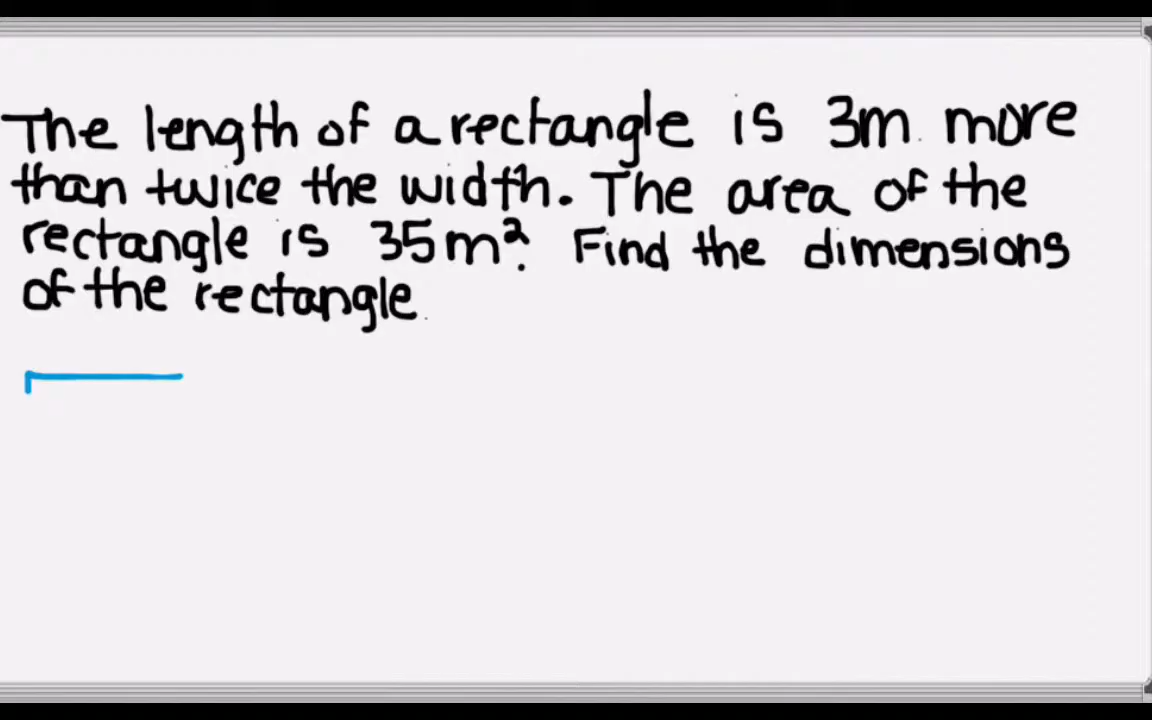 The length of a rectangle is 3m more
than twice the width. The area of the
rectangle is 35m². Find the dimensions
of the rectangle.